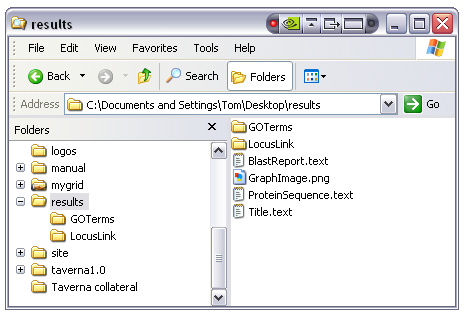 results
File Edit View Favorites Tools Help
Back Search Folders
Address C:\Documents and Settings\Tom\Desktop\results Go
Folders
logos
manual
mygrid
results
GOTerms
LocusLink
site
taverna1.0
Taverna collateral
GOTerms
LocusLink
BlastReport.text
GraphImage.png
ProteinSequence.text
Title.text